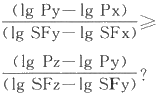 (lg Py−lg Px)
(lg SFy−lg SFx)
⩾
(lg Pz−lg Py)
(lg SFz−lg SFy)
?